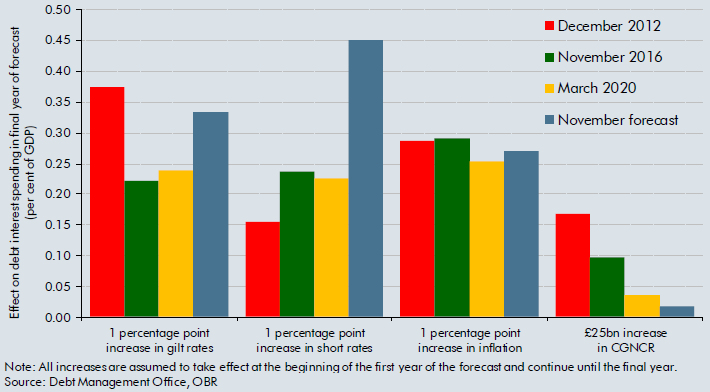 Effect on debt interest spending in final year of forecast
(per cent of GDP)
0.50
0.45
0.40
0.35
0.30
0.25
0.20
0.15
0.10
0.05
0.00
December 2012
November 2016
March 2020
November forecast
1 percentage point
increase in gilt rates
1 percentage point
increase in short rates
1 percentage point
increase in inflation
£25bn increase
in CGNCR
Note: All increases are assumed to take effect at the beginning of the first year of the forecast and continue until the final year.
Source: Debt Management Office, OBR